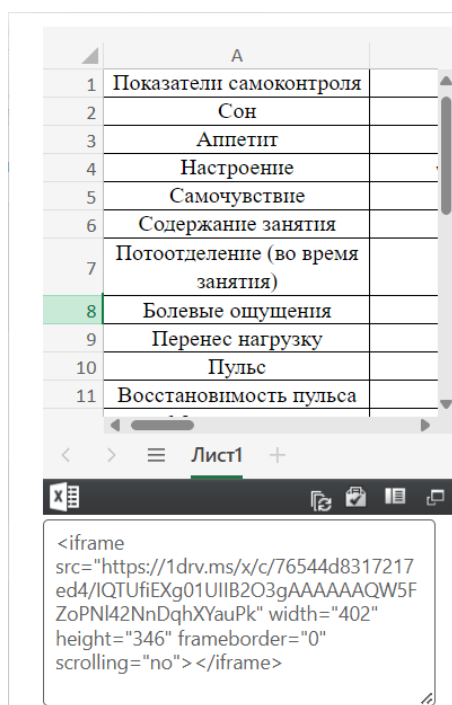 A
1 Показатели самоконтроля
2 Сон
3 Аппетит
4 Настроение
5 Самочувствие
6 Содержание занятия
7 Потоотделение (во время
занятия)
8 Болевые ощущения
9 Перенес нагрузку
10 Пульс
11 Восстановимость пульса
Лист1
<iframe
src="https://1drv.ms/x/c/76544d8317217
ed4/IQTUfiEXg01UIIB2O3gAAAAAAQW5F
ZoPNl42NnDqhXYauPk" width="402"
height="346" frameborder="0"
scrolling="no"></iframe>